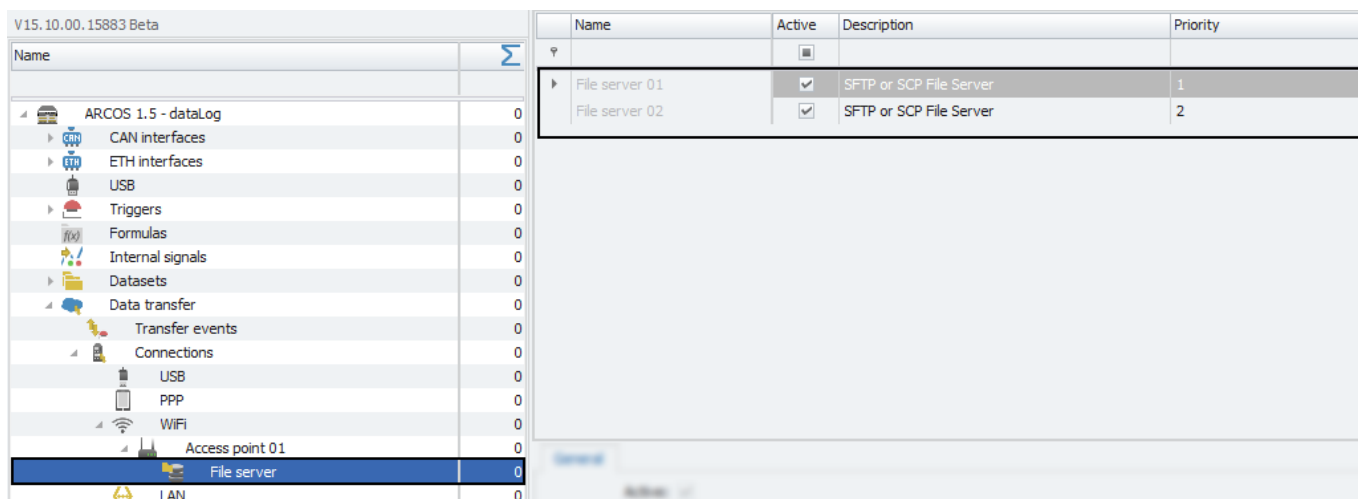 V15.10.00.15883 Beta
Name Σ
ARCOS 1.5 - dataLog 0
CAN CAN interfaces 0
ETH ETH interfaces 0
USB 0
Triggers 0
f(x) Formulas 0
Internal signals 0
Datasets 0
Data transfer 0
Transfer events 0
Connections 0
USB 0
PPP 0
WiFi 0
Access point 01 0
File server 0
LAN 0
Name Active Description Priority
File server 01 SFTP or SCP File Server 1
File server 02 SFTP or SCP File Server 2
General
Active: